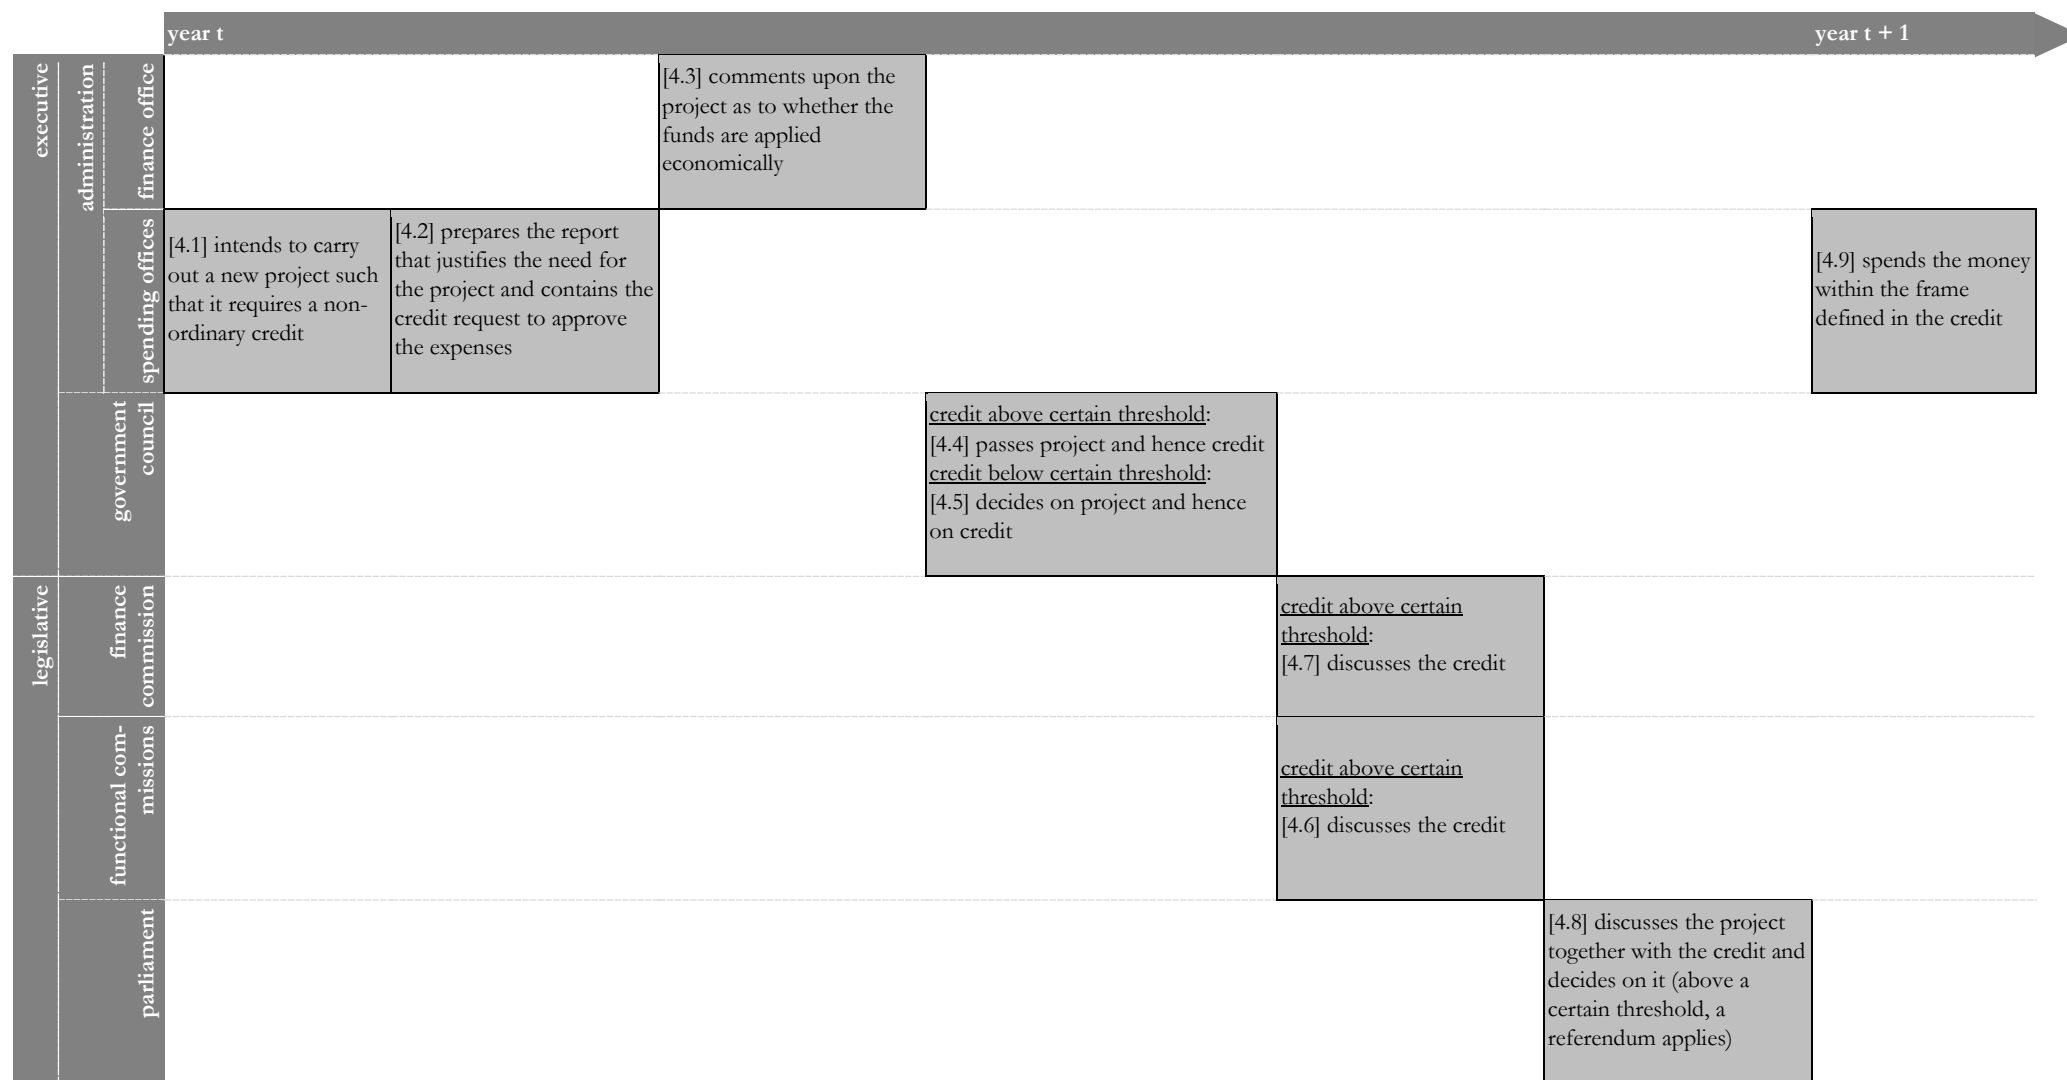 year t
year t + 1
executive
administration
finance office
[4.3] comments upon the
project as to whether the
funds are applied
economically
spending offices
[4.1] intends to carry
out a new project such
that it requires a non-
ordinary credit
[4.2] prepares the report
that justifies the need for
the project and contains the
credit request to approve
the expenses
[4.9] spends the money
within the frame
defined in the credit
government
council
credit above certain threshold:
[4.4] passes project and hence credit
credit below certain threshold:
[4.5] decides on project and hence
on credit
legislative
finance
commission
credit above certain
threshold:
[4.7] discusses the credit
functional com-
missions
credit above certain
threshold:
[4.6] discusses the credit
parliament
[4.8] discusses the project
together with the credit and
decides on it (above a
certain threshold, a
referendum applies)